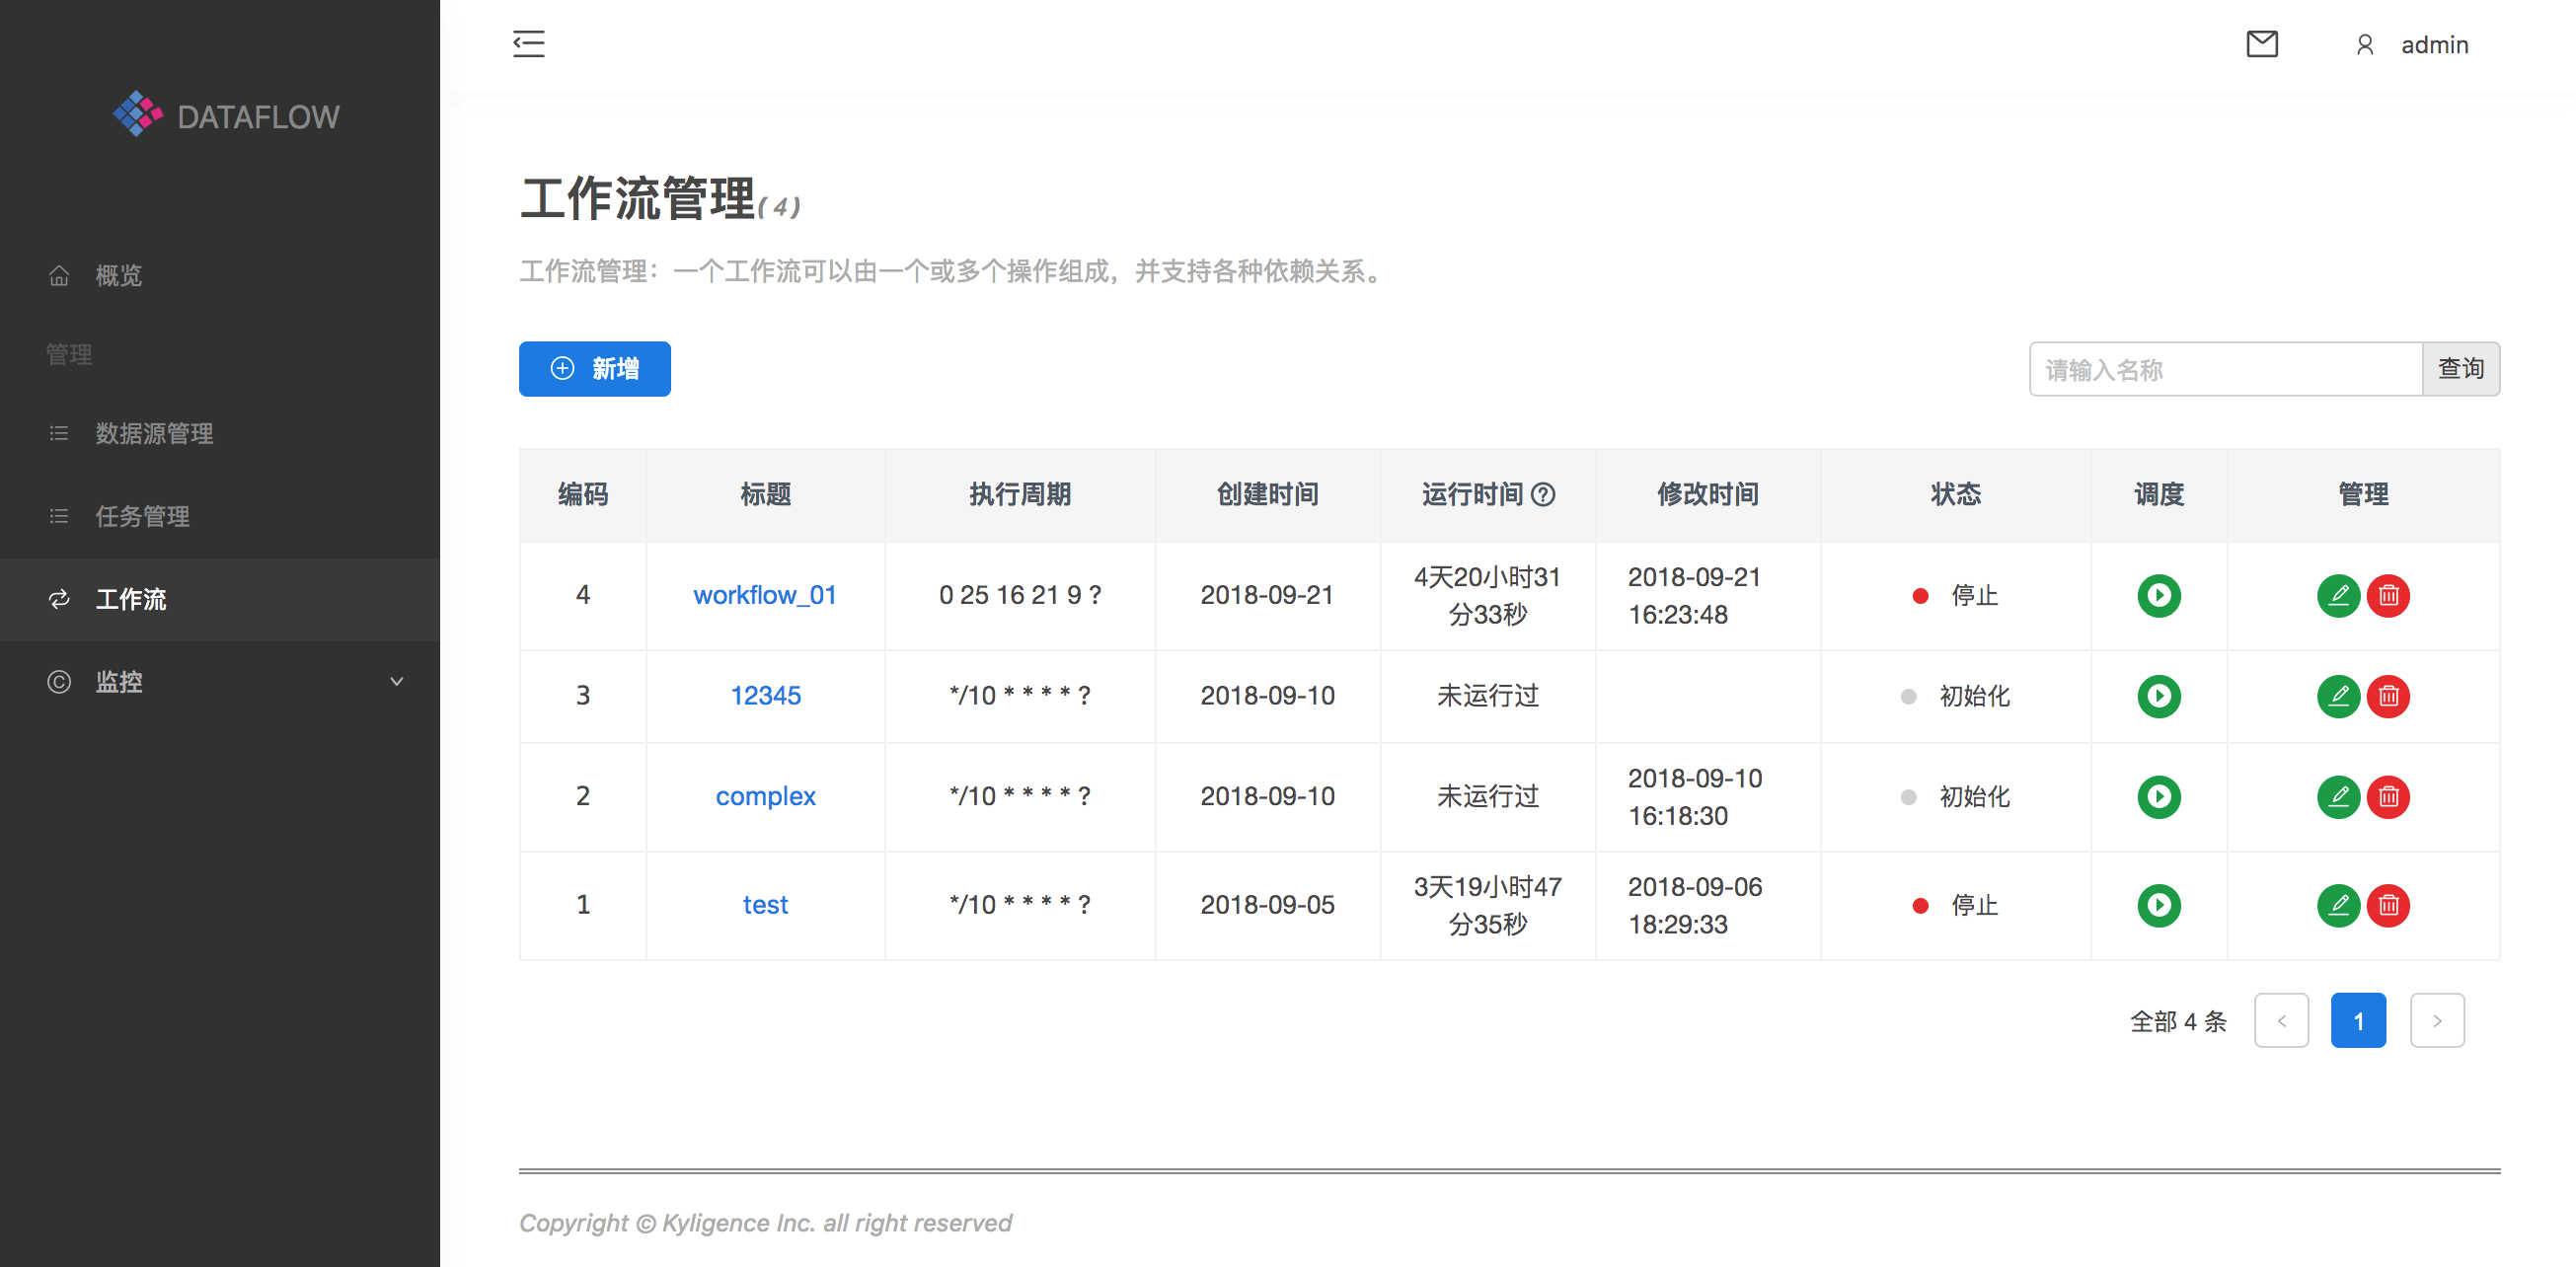 DATAFLOW
概览
管理
数据源管理
任务管理
工作流
监控
admin
工作流管理( 4 )
工作流管理：一个工作流可以由一个或多个操作组成，并支持各种依赖关系。
新增
请输入名称 查询
编码 标题 执行周期 创建时间 运行时间 修改时间 状态 调度 管理
4 workflow_01 0 25 16 21 9 ? 2018-09-21 4天20小时31分33秒 2018-09-21 16:23:48 停止
3 12345 */10 * * * * ? 2018-09-10 未运行过 初始化
2 complex */10 * * * * ? 2018-09-10 未运行过 2018-09-10 16:18:30 初始化
1 test */10 * * * * ? 2018-09-05 3天19小时47分35秒 2018-09-06 18:29:33 停止
全部 4 条 < 1 >
Copyright © Kyligence Inc. all right reserved